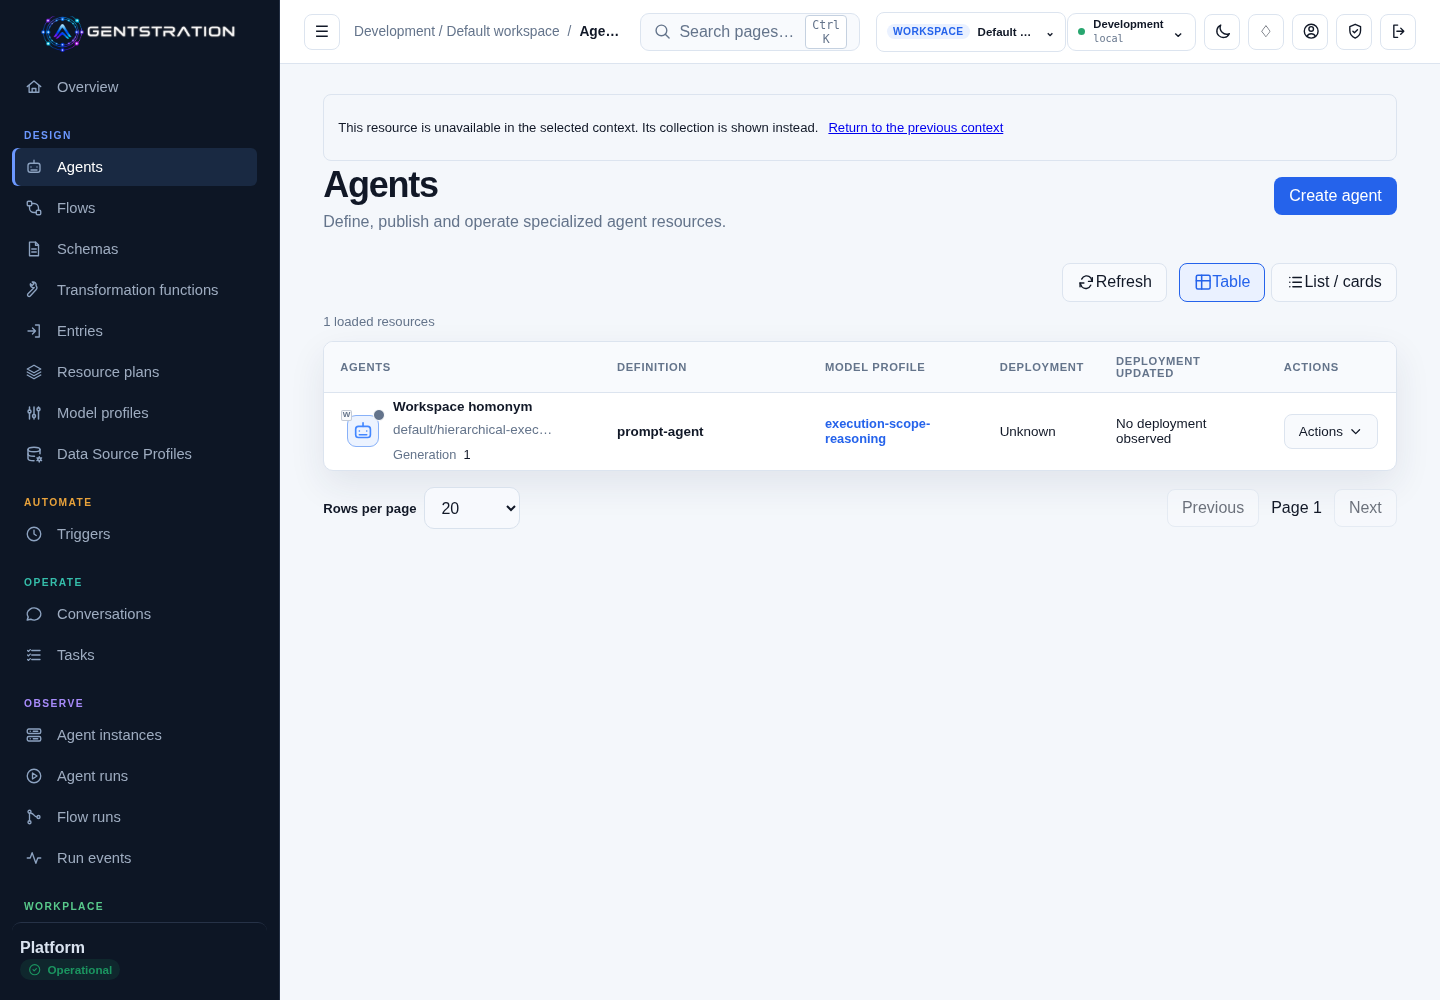 GENTSTRATION
Overview
DESIGN
Agents
Flows
Schemas
Transformation functions
Entries
Resource plans
Model profiles
Data Source Profiles
AUTOMATE
Triggers
OPERATE
Conversations
Tasks
OBSERVE
Agent instances
Agent runs
Flow runs
Run events
WORKPLACE
Platform
Operational
Development / Default workspace / Age…
Search pages…
Ctrl
K
WORKSPACE Default …
Development
local
This resource is unavailable in the selected context. Its collection is shown instead. Return to the previous context
Agents
Create agent
Define, publish and operate specialized agent resources.
Refresh
Table
List / cards
1 loaded resources
AGENTS
DEFINITION
MODEL PROFILE
DEPLOYMENT
DEPLOYMENT
UPDATED
ACTIONS
W
Workspace homonym
default/hierarchical-exec…
Generation 1
prompt-agent
execution-scope-
reasoning
Unknown
No deployment
observed
Actions
Rows per page
20
Previous
Page 1
Next